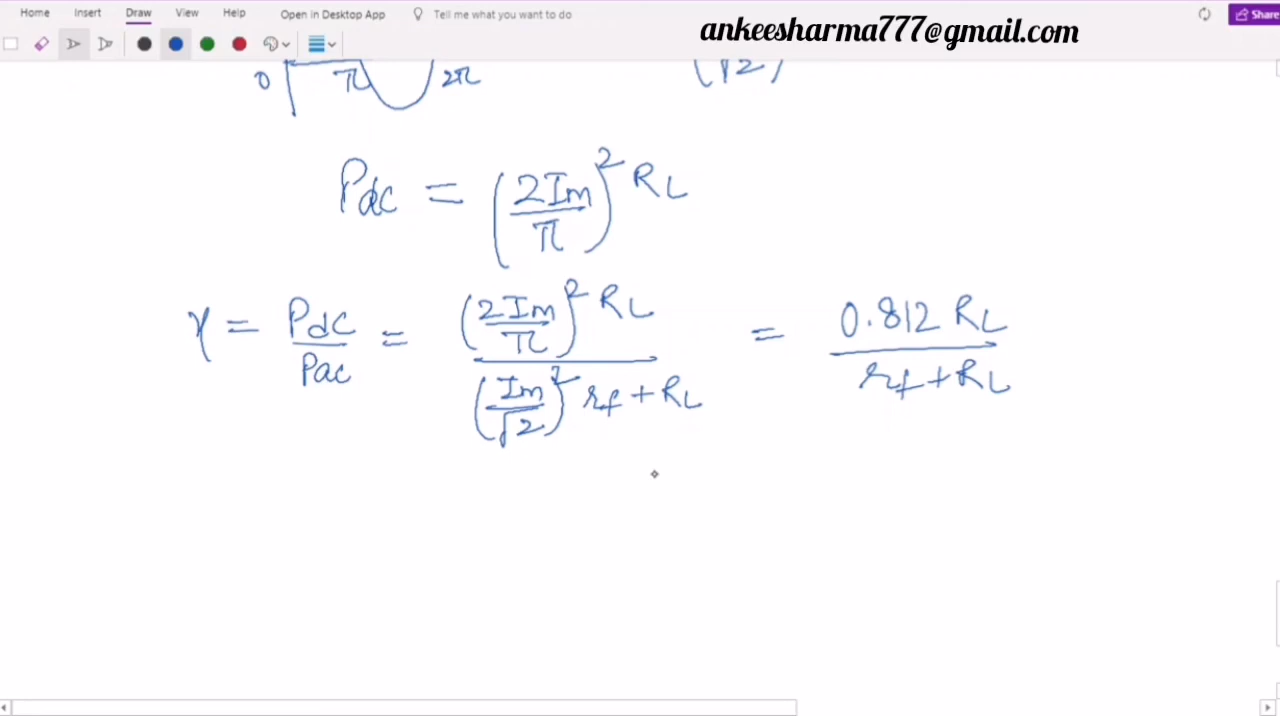 Home Insert Draw View Help Open in Desktop App Tell me what you want to do Share
ankeesharma777@gmail.com
0 π 2π (√2)
Pdc = (2Im/π)² RL
η = Pdc/Pac = (2Im/π)² RL / (Im/√2)² rf + RL = 0.812 RL / rf + RL